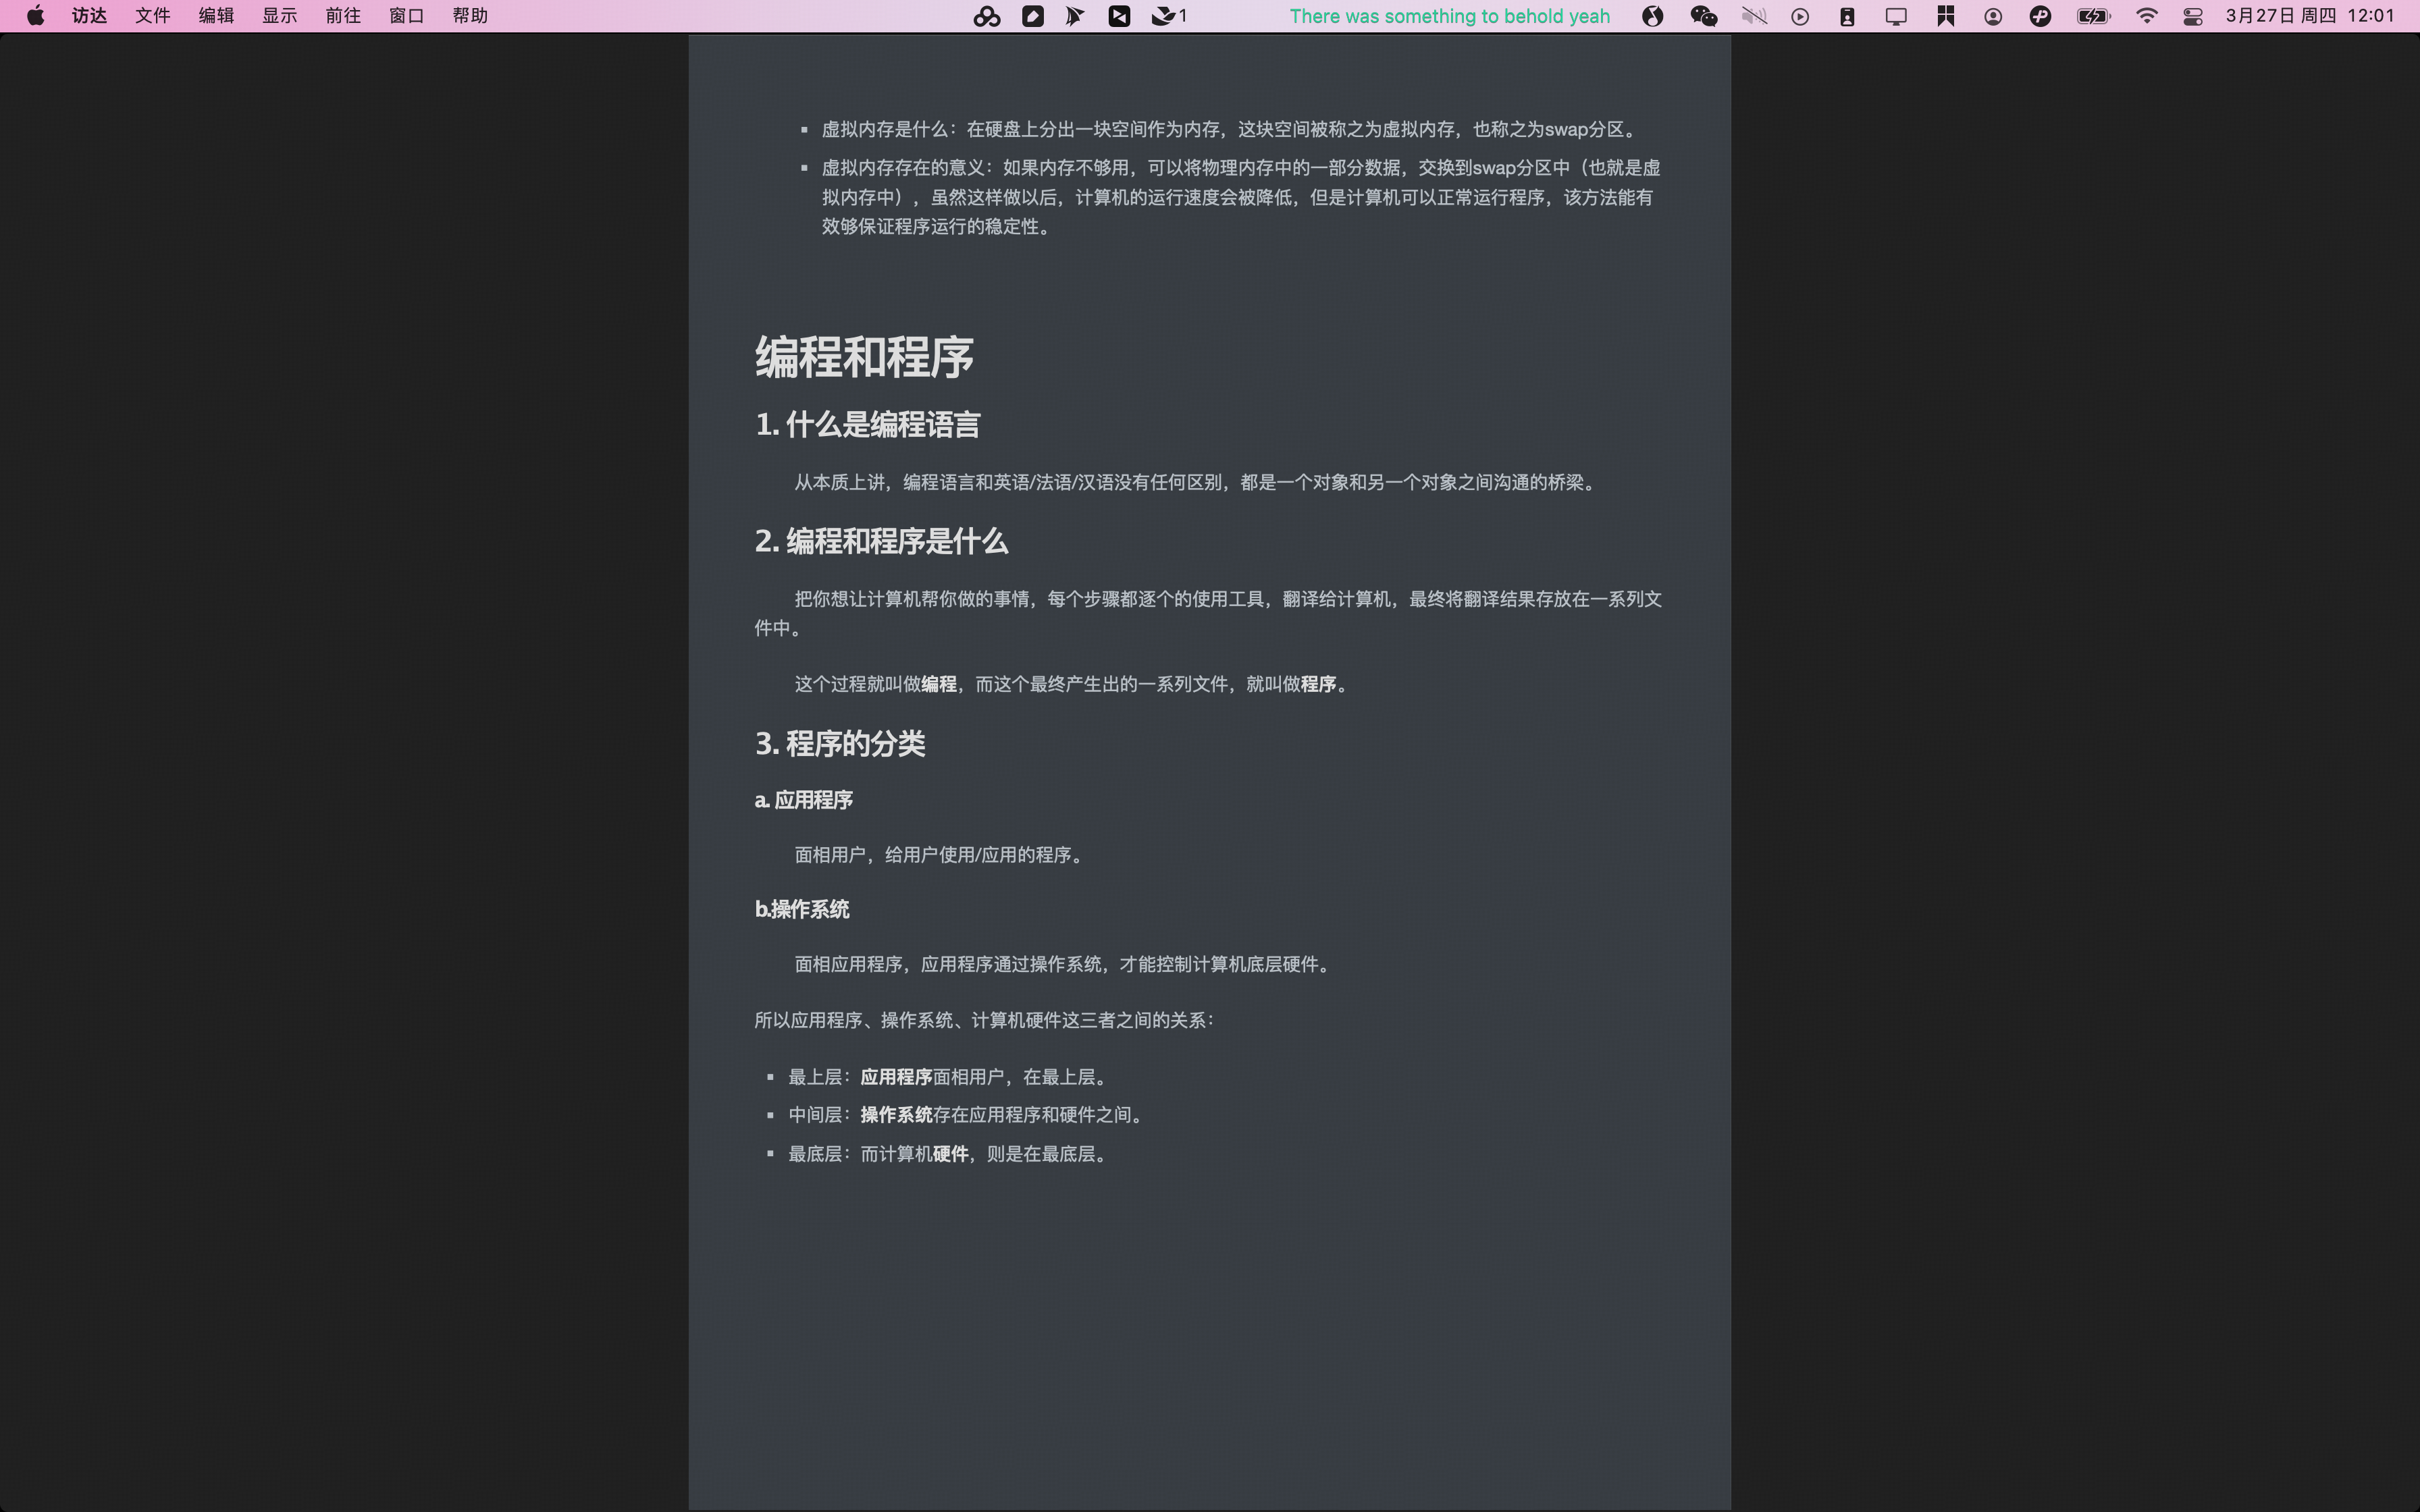 访达 文件 编辑 显示 前往 窗口 帮助 1 There was something to behold yeah 3月27日 周四 12:01
▪ 虚拟内存是什么：在硬盘上分出一块空间作为内存，这块空间被称之为虚拟内存，也称之为swap分区。
▪ 虚拟内存存在的意义：如果内存不够用，可以将物理内存中的一部分数据，交换到swap分区中（也就是虚
拟内存中），虽然这样做以后，计算机的运行速度会被降低，但是计算机可以正常运行程序，该方法能有
效够保证程序运行的稳定性。
编程和程序
1. 什么是编程语言
从本质上讲，编程语言和英语/法语/汉语没有任何区别，都是一个对象和另一个对象之间沟通的桥梁。
2. 编程和程序是什么
把你想让计算机帮你做的事情，每个步骤都逐个的使用工具，翻译给计算机，最终将翻译结果存放在一系列文
件中。
这个过程就叫做编程，而这个最终产生出的一系列文件，就叫做程序。
3. 程序的分类
a. 应用程序
面相用户，给用户使用/应用的程序。
b.操作系统
面相应用程序，应用程序通过操作系统，才能控制计算机底层硬件。
所以应用程序、操作系统、计算机硬件这三者之间的关系：
▪ 最上层：应用程序面相用户，在最上层。
▪ 中间层：操作系统存在应用程序和硬件之间。
▪ 最底层：而计算机硬件，则是在最底层。